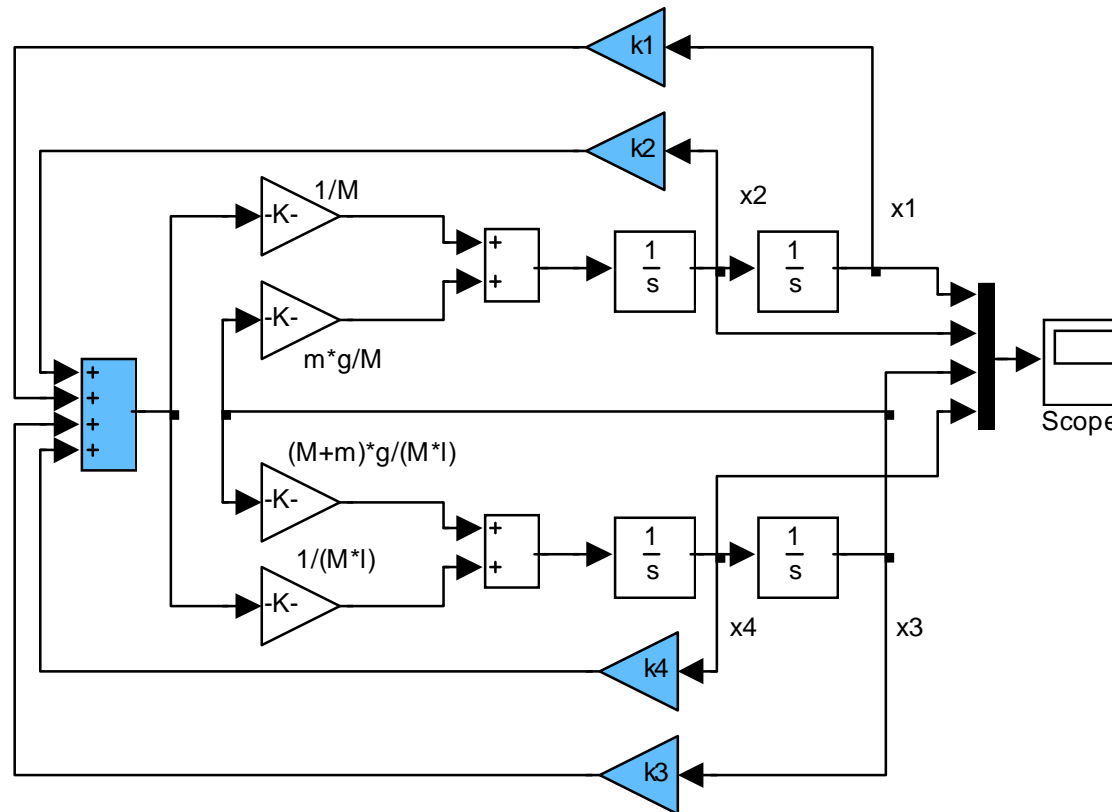 k1
k2
1/M
x2
x1
-K-
+
+
1
s
1
s
-K-
m*g/M
+
+
+
+
Scope
(M+m)*g/(M*l)
-K-
+
+
1
s
1
s
1/(M*l)
-K-
x4
x3
k4
k3